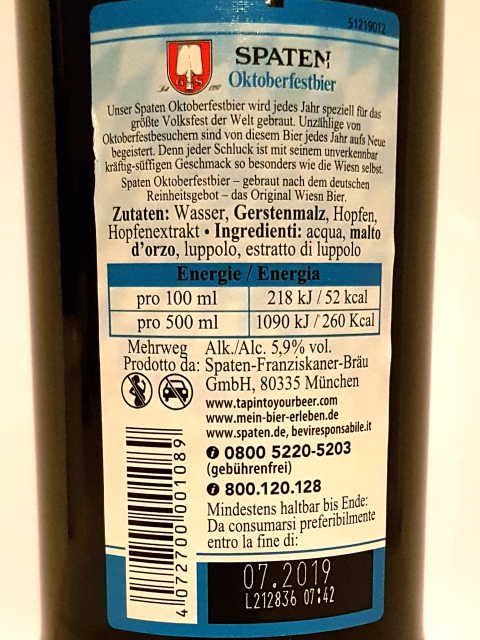 51219012
SPATEN
Oktoberfestbier
Unser Spaten Oktoberfestbier wird jedes Jahr speziell für das
größte Volksfest der Welt gebraut. Unzählige von
Oktoberfestbesuchern sind von diesem Bier jedes Jahr aufs Neue
begeistert. Denn jeder Schluck ist mit seinem unverkennbar
kräftig-süffigen Geschmack so besonders wie die Wiesn selbst.
Spaten Oktoberfestbier – gebraut nach dem deutschen
Reinheitsgebot – das Original Wiesn Bier.
Zutaten: Wasser, Gerstenmalz, Hopfen,
Hopfenextrakt • Ingredienti: acqua, malto
d'orzo, luppolo, estratto di luppolo
Energie / Energia
pro 100 ml 218 kJ / 52 kcal
pro 500 ml 1090 kJ / 260 Kcal
Mehrweg Alk./Alc. 5,9% vol.
Prodotto da: Spaten-Franziskaner-Bräu
GmbH, 80335 München
www.tapintoyourbeer.com
www.mein-bier-erleben.de
www.spaten.de, beviresponsabile.it
0800 5220-5203
(gebührenfrei)
800.120.128
Mindestens haltbar bis Ende:
Da consumarsi preferibilmente
entro la fine di:
07.2019
L212836 07:42
4 072700 001089